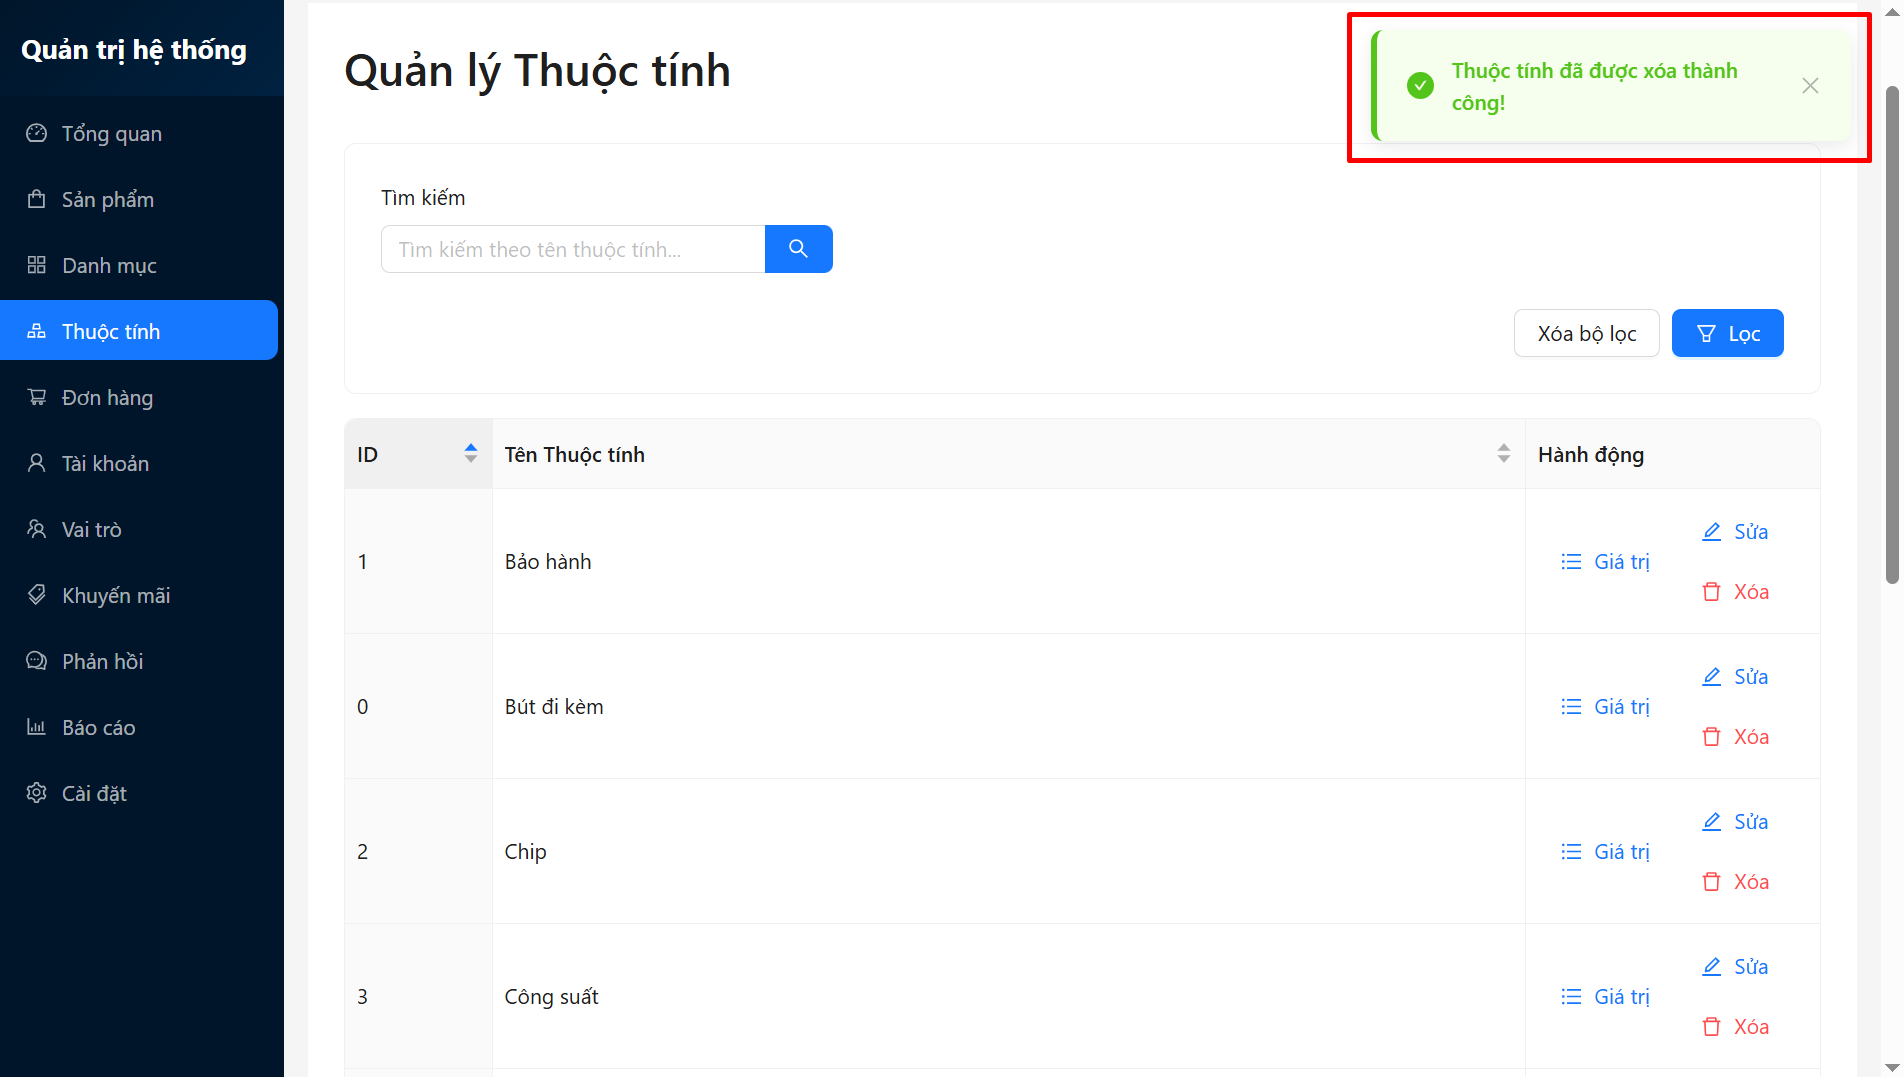 Quản trị hệ thống
Tổng quan
Sản phẩm
Danh mục
Thuộc tính
Đơn hàng
Tài khoản
Vai trò
Khuyến mãi
Phản hồi
Báo cáo
Cài đặt
Quản lý Thuộc tính
Thuộc tính đã được xóa thành
công!
Tìm kiếm
Tìm kiếm theo tên thuộc tính...
Xóa bộ lọc
Lọc
ID
Tên Thuộc tính
Hành động
1
Bảo hành
Giá trị
Sửa
Xóa
0
Bút đi kèm
Giá trị
Sửa
Xóa
2
Chip
Giá trị
Sửa
Xóa
3
Công suất
Giá trị
Sửa
Xóa